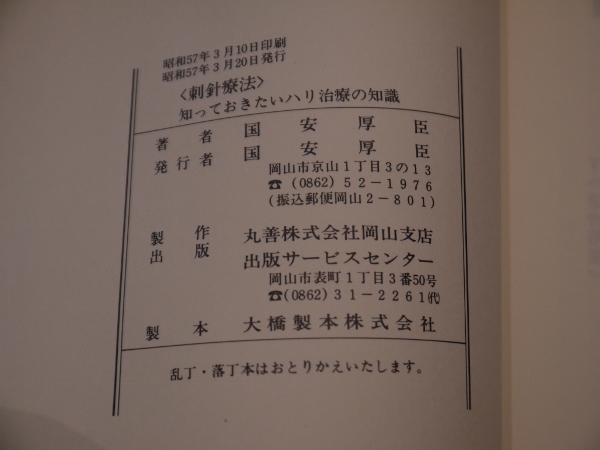 昭和57年3月10日印刷
昭和57年3月20日発行
〈刺針療法〉
知っておきたいハリ治療の知識
著者 国安厚臣
発行者 国安厚臣
岡山市京山1丁目3の13
☎(0862)52－1976
(振込郵便岡山2－801)
製作 丸善株式会社岡山支店
出版 出版サービスセンター
岡山市表町1丁目3番50号
☎(0862)31－2261㈹
製本 大橋製本株式会社
乱丁・落丁本はおとりかえいたします。